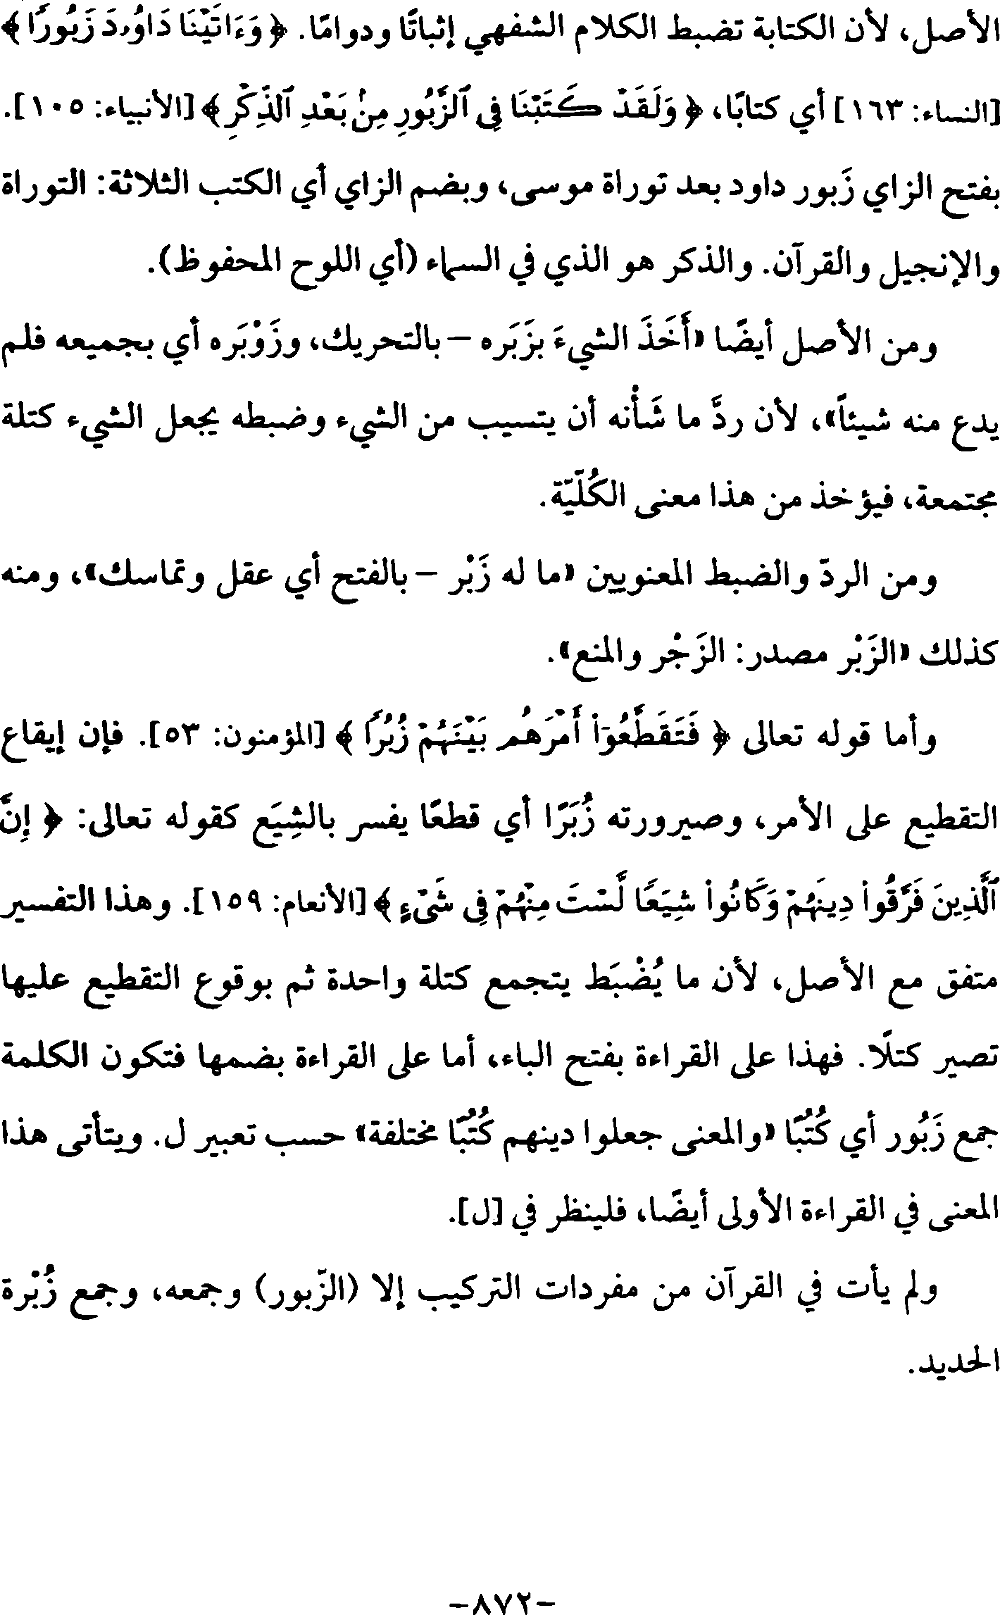 الأصل، لأن الكتابة تضبط الكلام الشفهي إثباتًا ودوامًا. ﴿ وَءَاتَيْنَا دَاوُۥدَ زَبُورًا ﴾
[النساء: ١٦٣] أي كتابًا، ﴿ وَلَقَدْ كَتَبْنَا فِي ٱلزَّبُورِ مِنۢ بَعْدِ ٱلذِّكْرِ ﴾ [الأنبياء: ١٠٥].
بفتح الزاي زَبور داود بعد توراة موسى، وبضم الزاي أي الكتب الثلاثة: التوراة
والإنجيل والقرآن. والذكر هو الذي في السماء (أي اللوح المحفوظ).
ومن الأصل أيضًا «أَخَذَ الشيءَ بزَبَره – بالتحريك، وزَوْبَره أي بجميعه فلم
يدع منه شيئاً»، لأن ردَّ ما شَأْنه أن يتسيب من الشيء وضبطه يجعل الشيء كتلة
مجتمعة، فيؤخذ من هذا معنى الكُلّيّة.
ومن الردّ والضبط المعنويين «ما له زَبْر – بالفتح أي عقل وتماسك»، ومنه
كذلك «الزَبْر مصدر: الزَجْر والمنع».
وأما قوله تعالى ﴿ فَتَقَطَّعُوٓا۟ أَمْرَهُم بَيْنَهُمْ زُبُرًا ﴾ [المؤمنون: ٥٣]. فإن إيقاع
التقطيع على الأمر، وصيرورته زُبَرًا أي قطعًا يفسر بالشِيَع كقوله تعالى: ﴿ إِنَّ
ٱلَّذِينَ فَرَّقُوا۟ دِينَهُمْ وَكَانُوا۟ شِيَعًا لَّسْتَ مِنْهُمْ فِى شَىْءٍ ﴾ [الأنعام: ١٥٩]. وهذا التفسير
متفق مع الأصل، لأن ما يُضْبَط يتجمع كتلة واحدة ثم بوقوع التقطيع عليها
تصير كتلًا. فهذا على القراءة بفتح الباء، أما على القراءة بضمها فتكون الكلمة
جمع زَبُور أي كُتُبًا «والمعنى جعلوا دينهم كُتُبًا مختلفة» حسب تعبير ل. ويتأتى هذا
المعنى في القراءة الأولى أيضًا، فلينظر في [ل].
ولم يأت في القرآن من مفردات التركيب إلا (الزّبور) وجمعه، وجمع زُبْرة
الحديد.
-٨٧٢-